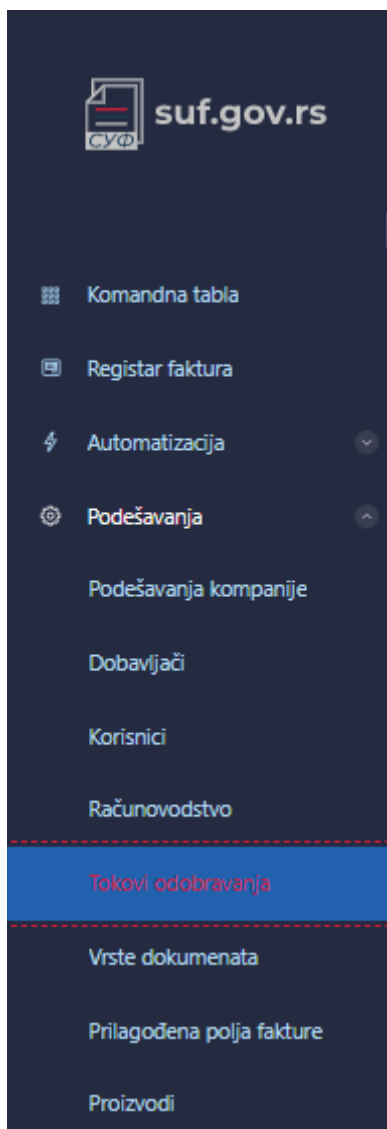 suf.gov.rs
СУФ
Komandna tabla
Registar faktura
Automatizacija
Podešavanja
Podešavanja kompanije
Dobavljači
Korisnici
Računovodstvo
Tokovi odobravanja
Vrste dokumenata
Prilagođena polja fakture
Proizvodi